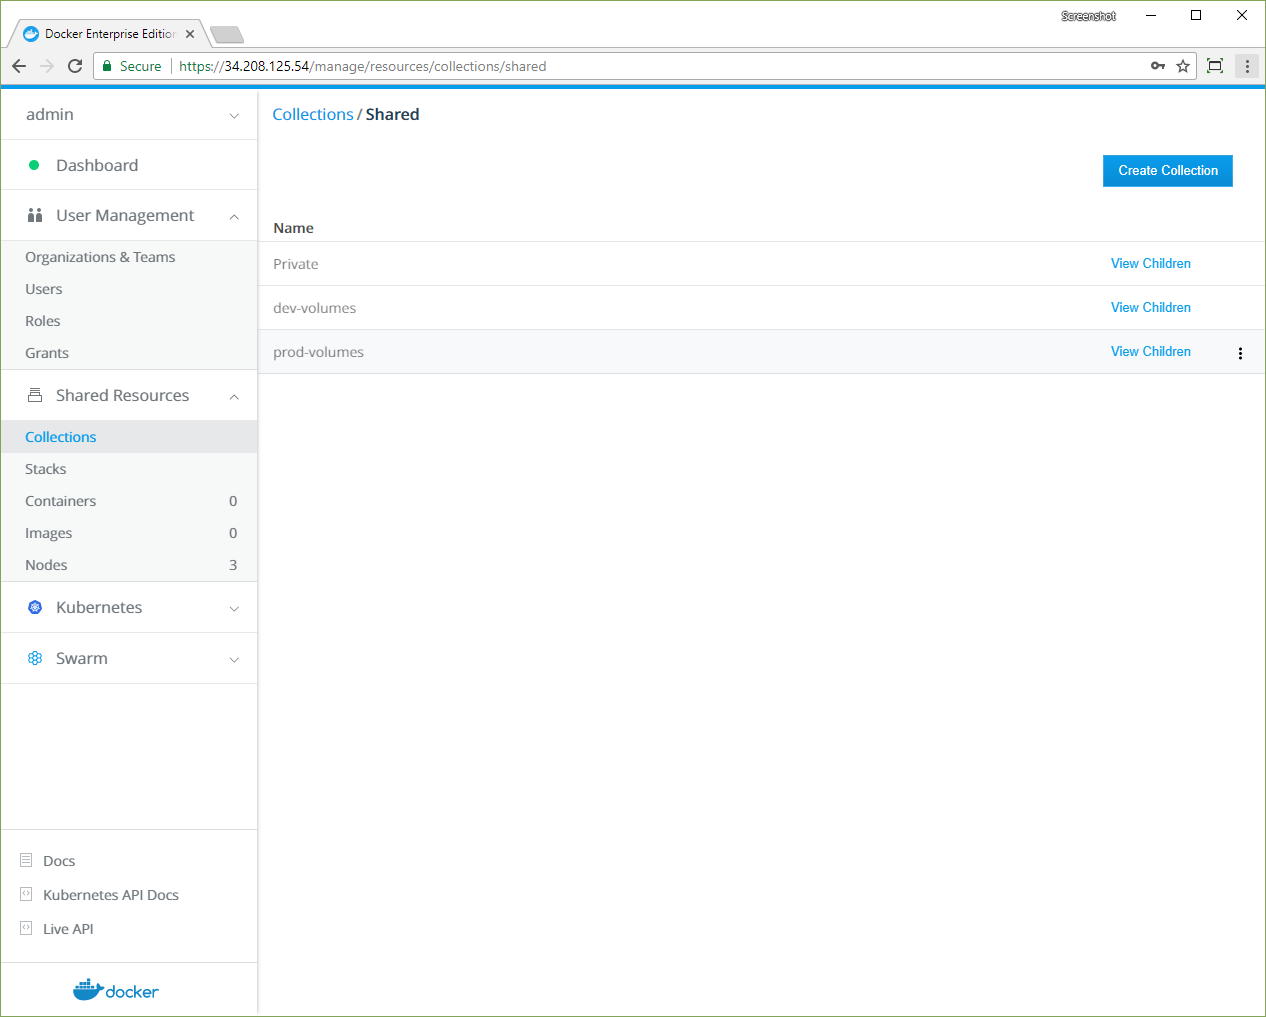 Screenshot
Docker Enterprise Edition
Secure https://34.208.125.54/manage/resources/collections/shared
admin
Collections / Shared
Dashboard
Create Collection
User Management
Name
Organizations & Teams
Private View Children
Users
dev-volumes View Children
Roles
Grants
prod-volumes View Children
Shared Resources
Collections
Stacks
Containers 0
Images 0
Nodes 3
Kubernetes
Swarm
Docs
Kubernetes API Docs
Live API
docker